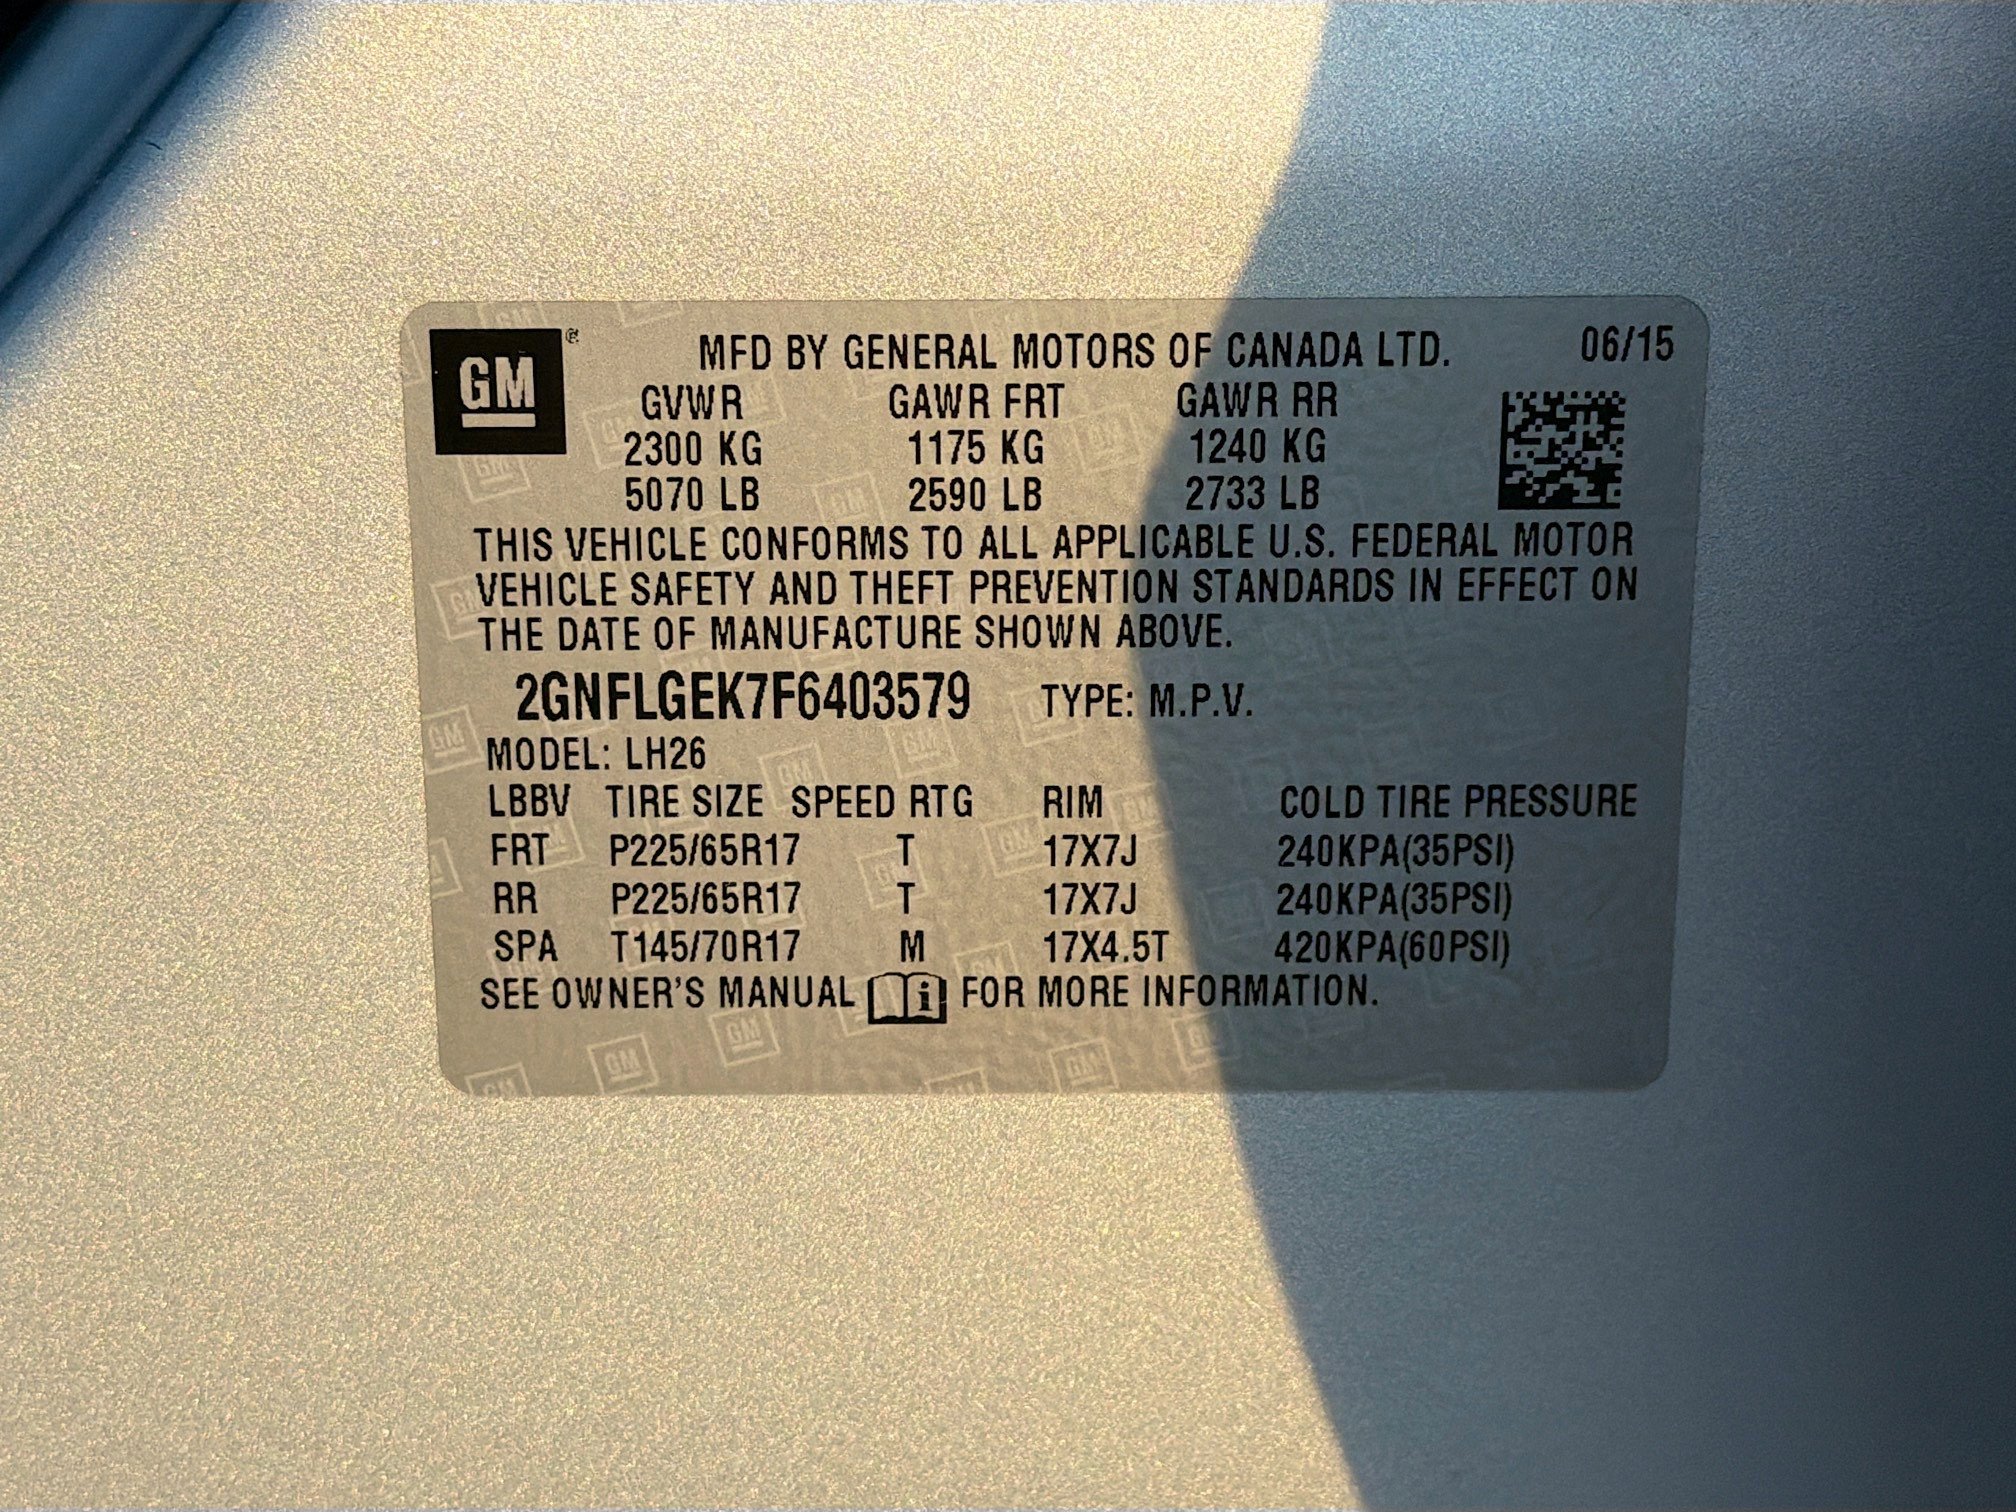 GM ®
MFD BY GENERAL MOTORS OF CANADA LTD. 06/15
GVWR GAWR FRT GAWR RR
2300 KG 1175 KG 1240 KG
5070 LB 2590 LB 2733 LB
THIS VEHICLE CONFORMS TO ALL APPLICABLE U.S. FEDERAL MOTOR
VEHICLE SAFETY AND THEFT PREVENTION STANDARDS IN EFFECT ON
THE DATE OF MANUFACTURE SHOWN ABOVE.
2GNFLGEK7F6403579 TYPE: M.P.V.
MODEL: LH26
LBBV TIRE SIZE SPEED RTG RIM COLD TIRE PRESSURE
FRT P225/65R17 T 17X7J 240KPA(35PSI)
RR P225/65R17 T 17X7J 240KPA(35PSI)
SPA T145/70R17 M 17X4.5T 420KPA(60PSI)
SEE OWNER'S MANUAL i FOR MORE INFORMATION.